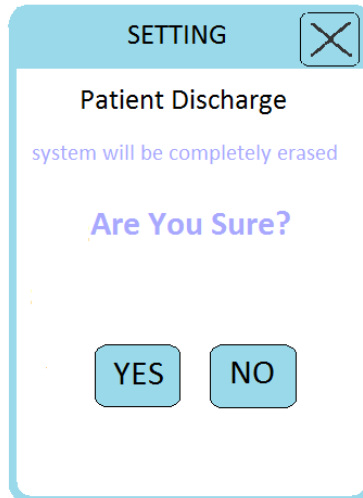 SETTING
Patient Discharge
system will be completely erased
Are You Sure?
YES NO